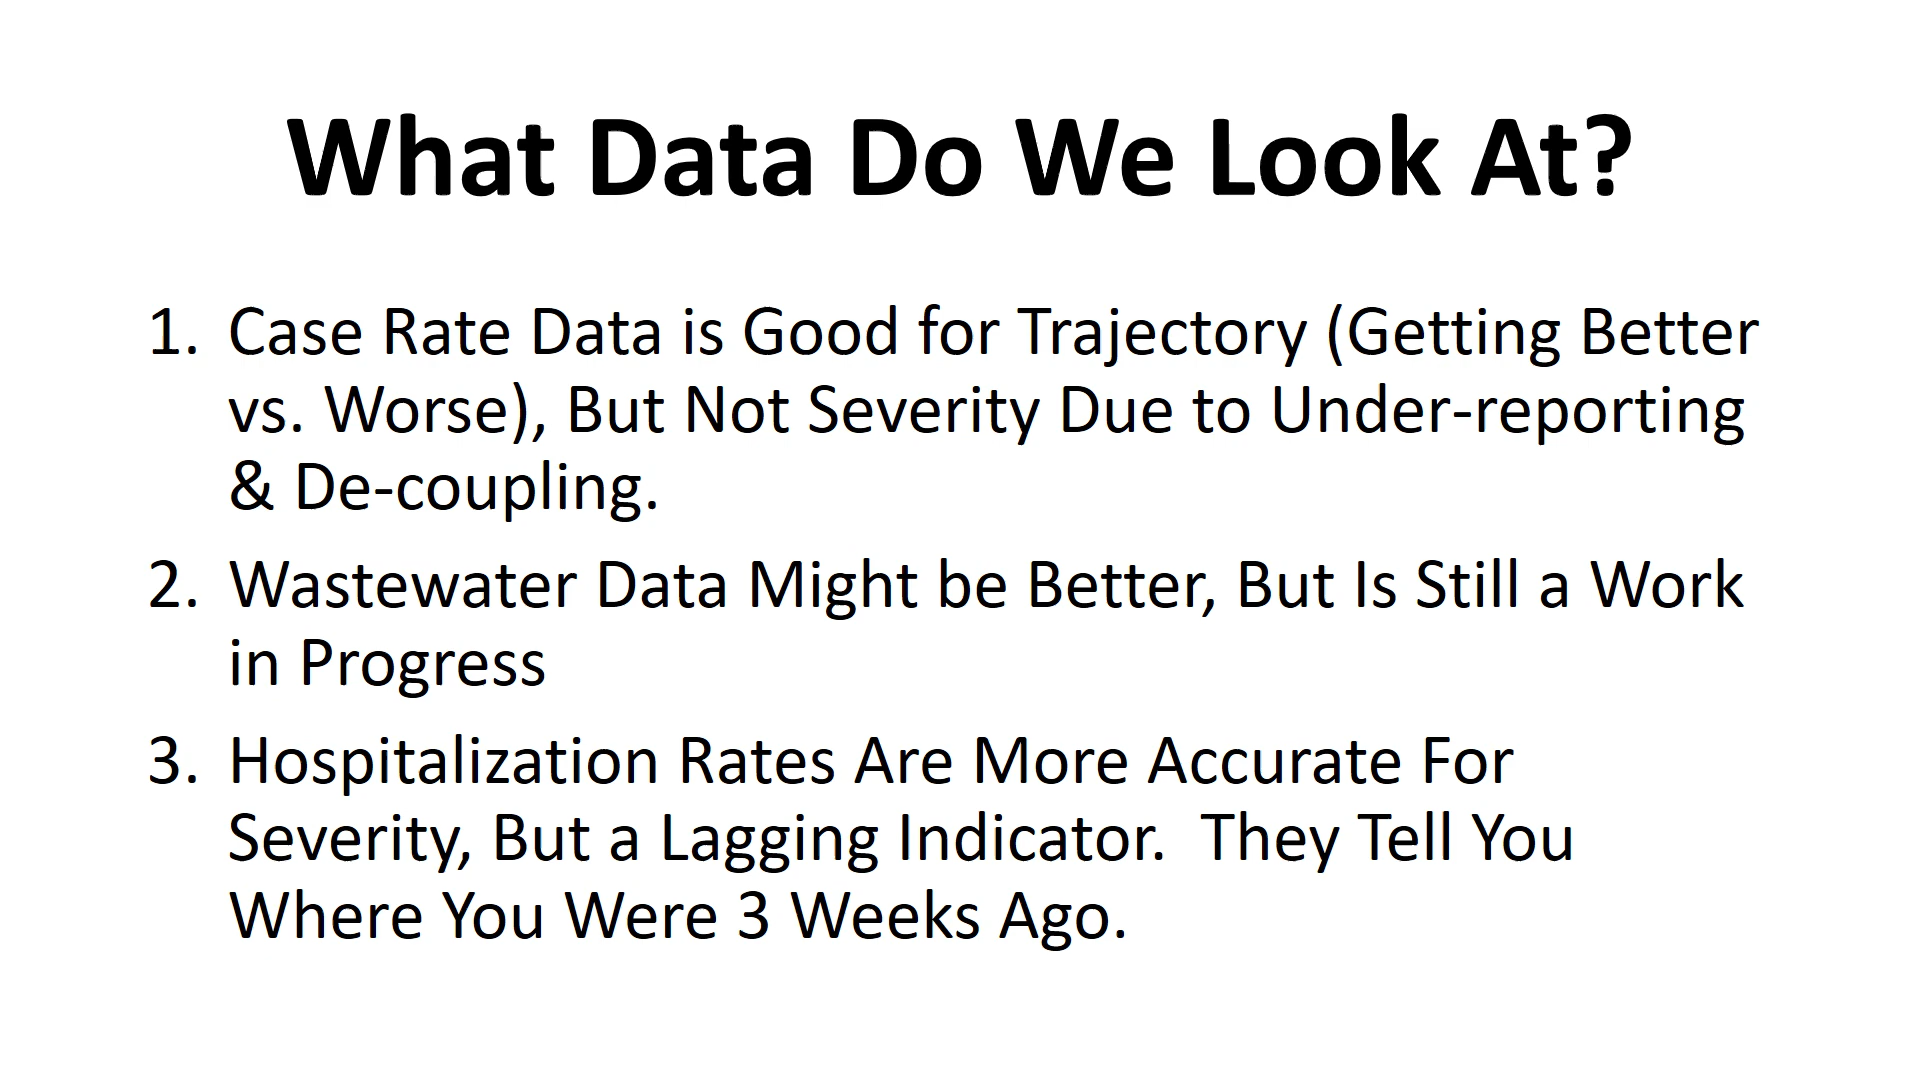 What Data Do We Look At?
1. Case Rate Data is Good for Trajectory (Getting Better
vs. Worse), But Not Severity Due to Under-reporting
& De-coupling.
2. Wastewater Data Might be Better, But Is Still a Work
in Progress
3. Hospitalization Rates Are More Accurate For
Severity, But a Lagging Indicator.  They Tell You
Where You Were 3 Weeks Ago.